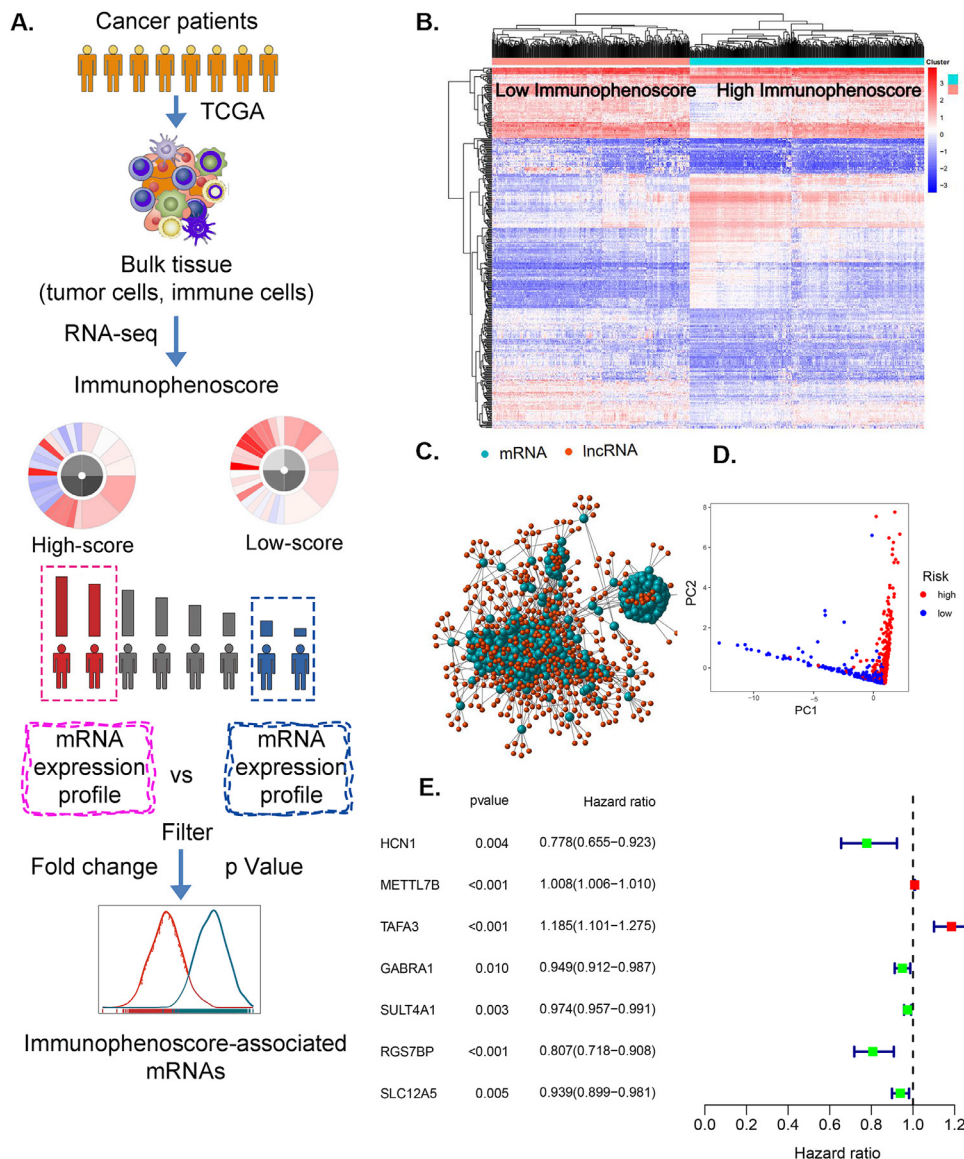 A.
Cancer patients
TCGA
Bulk tissue
(tumor cells, immune cells)
RNA-seq
Immunophenoscore
High-score
Low-score
mRNA
expression
profile
vs
mRNA
expression
profile
Filter
Fold change
p Value
Immunophenoscore-associated
mRNAs
B.
Low Immunophenoscore
High Immunophenoscore
Cluster
3
2
1
0
−1
−2
−3
C.
mRNA
lncRNA
D.
8
6
4
2
0
PC2
−10
−5
0
PC1
Risk
high
low
E.
pvalue Hazard ratio
HCN1 0.004 0.778(0.655−0.923)
METTL7B <0.001 1.008(1.006−1.010)
TAFA3 <0.001 1.185(1.101−1.275)
GABRA1 0.010 0.949(0.912−0.987)
SULT4A1 0.003 0.974(0.957−0.991)
RGS7BP <0.001 0.807(0.718−0.908)
SLC12A5 0.005 0.939(0.899−0.981)
0.0 0.2 0.4 0.6 0.8 1.0 1.2
Hazard ratio